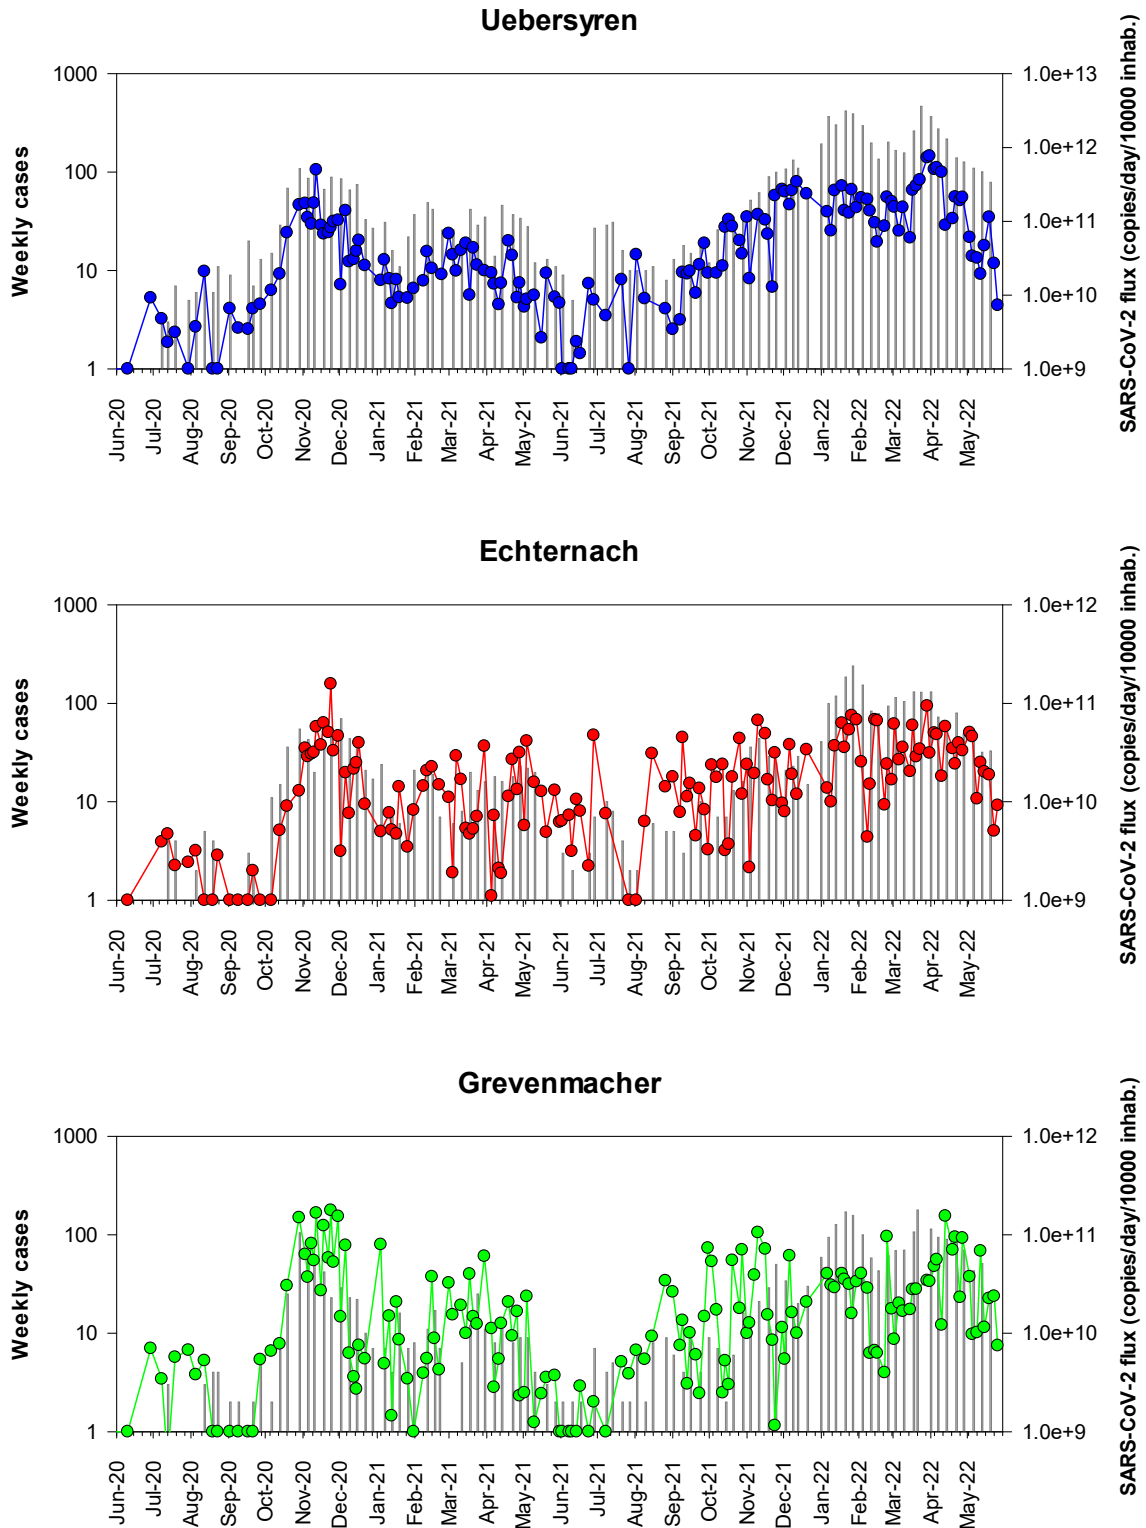 Uebersyren
Weekly cases
SARS-CoV-2 flux (copies/day/10000 inhab.)
1000
100
10
1
1.0e+13
1.0e+12
1.0e+11
1.0e+10
1.0e+9
Jun-20
Jul-20
Aug-20
Sep-20
Oct-20
Nov-20
Dec-20
Jan-21
Feb-21
Mar-21
Apr-21
May-21
Jun-21
Jul-21
Aug-21
Sep-21
Oct-21
Nov-21
Dec-21
Jan-22
Feb-22
Mar-22
Apr-22
May-22
Echternach
Weekly cases
SARS-CoV-2 flux (copies/day/10000 inhab.)
1000
100
10
1
1.0e+12
1.0e+11
1.0e+10
1.0e+9
Jun-20
Jul-20
Aug-20
Sep-20
Oct-20
Nov-20
Dec-20
Jan-21
Feb-21
Mar-21
Apr-21
May-21
Jun-21
Jul-21
Aug-21
Sep-21
Oct-21
Nov-21
Dec-21
Jan-22
Feb-22
Mar-22
Apr-22
May-22
Grevenmacher
Weekly cases
SARS-CoV-2 flux (copies/day/10000 inhab.)
1000
100
10
1
1.0e+12
1.0e+11
1.0e+10
1.0e+9
Jun-20
Jul-20
Aug-20
Sep-20
Oct-20
Nov-20
Dec-20
Jan-21
Feb-21
Mar-21
Apr-21
May-21
Jun-21
Jul-21
Aug-21
Sep-21
Oct-21
Nov-21
Dec-21
Jan-22
Feb-22
Mar-22
Apr-22
May-22